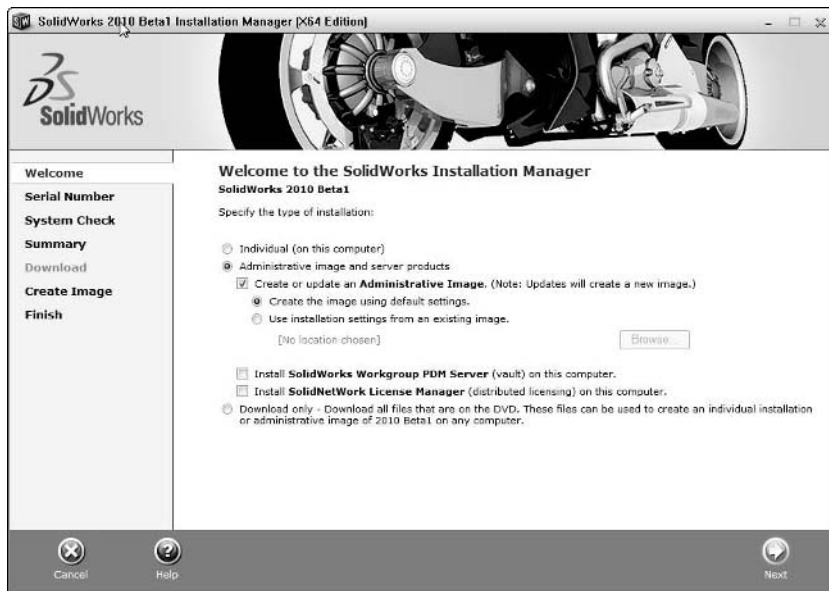 SolidWorks 2010 Beta1 Installation Manager (X64 Edition)
SolidWorks
Welcome
Serial Number
System Check
Summary
Download
Create Image
Finish
Welcome to the SolidWorks Installation Manager
SolidWorks 2010 Beta1
Specify the type of installation:
Individual (on this computer)
Administrative image and server products
Create or update an Administrative Image. (Note: Updates will create a new image.)
Create the image using default settings.
Use installation settings from an existing image.
[No location chosen]
Browse...
Install SolidWorks Workgroup PDM Server (vault) on this computer.
Install SolidNetWork License Manager (distributed licensing) on this computer.
Download only - Download all files that are on the DVD. These files can be used to create an individual installation
or administrative image of 2010 Beta1 on any computer.
Cancel
Help
Next